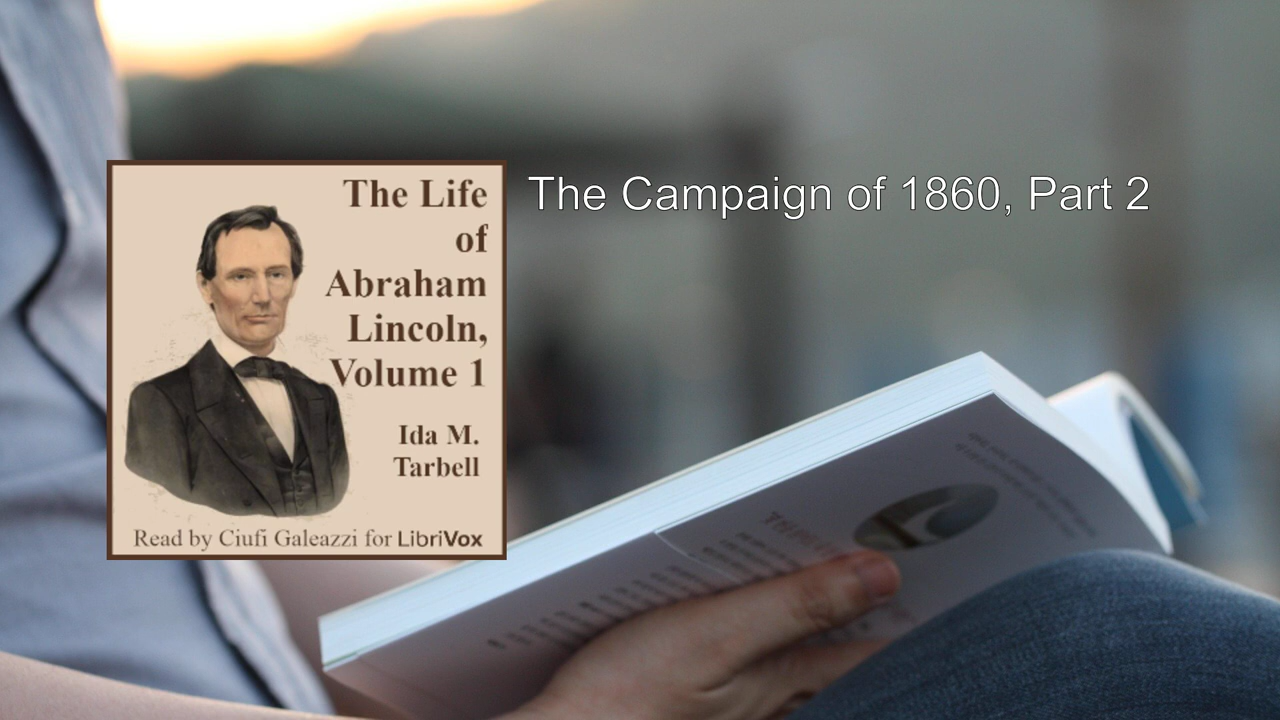 The Life
of
Abraham
Lincoln,
Volume 1
Ida M.
Tarbell
Read by Ciufi Galeazzi for LibriVox
The Campaign of 1860, Part 2